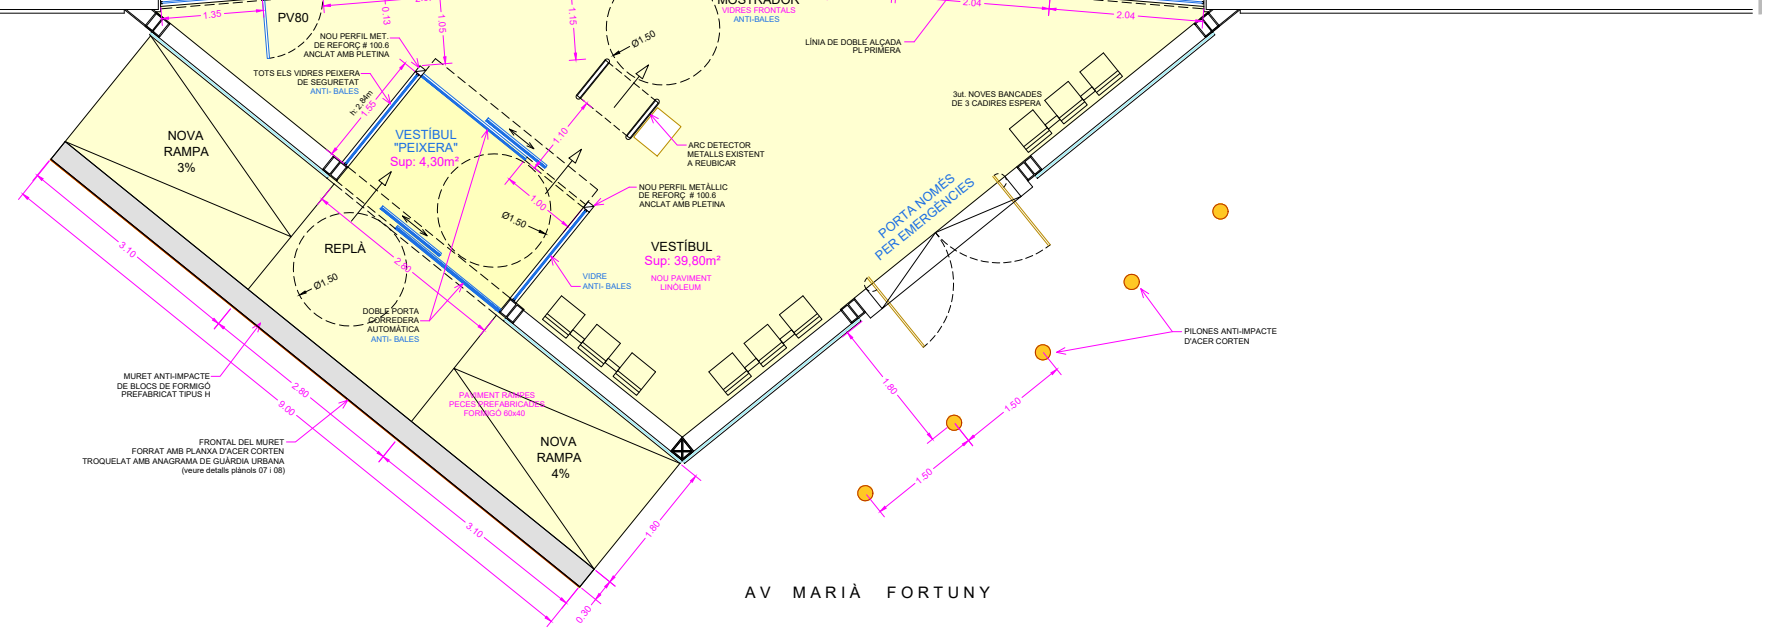 MOSTRADOR
VIDRES FRONTALS
ANTI-BALES
1.35
PV80
0.13
1.05
1.15
2.04
2.04
Ø1.50
NOU PERFIL MET.
DE REFORÇ # 100.6
ANCLAT AMB PLETINA
LÍNIA DE DOBLE ALÇADA
PL PRIMERA
TOTS ELS VIDRES PEIXERA
DE SEGURETAT
ANTI- BALES
h: 2,84m
1.55
3ut. NOVES BANCADES
DE 3 CADIRES ESPERA
NOVA
RAMPA
3%
VESTÍBUL
"PEIXERA"
Sup: 4,30m²
1.10
ARC DETECTOR
METALLS EXISTENT
A REUBICAR
NOU PERFIL METÀL·LIC
DE REFORÇ # 100.6
ANCLAT AMB PLETINA
1.00
Ø1.50
PORTA NOMÉS
PER EMERGÈNCIES
REPLÀ
Ø1.50
2.80
VESTÍBUL
Sup: 39,80m²
NOU PAVIMENT
LINÒLEUM
VIDRE
ANTI- BALES
3.10
DOBLE PORTA
CORREDERA
AUTOMÀTICA
ANTI- BALES
PILONES ANTI-IMPACTE
D'ACER CORTEN
MURET ANTI-IMPACTE
DE BLOCS DE FORMIGÓ
PREFABRICAT TIPUS H
2.80
9.00
PAVIMENT RAMPES
PECES PREFABRICADES
FORMIGÓ 60x40
1.80
1.50
1.50
FRONTAL DEL MURET
FORRAT AMB PLANXA D'ACER CORTEN
TROQUELAT AMB ANAGRAMA DE GUÀRDIA URBANA
(veure detalls plànols 07 i 08)
NOVA
RAMPA
4%
3.10
1.80
0.30
AV MARIÀ FORTUNY